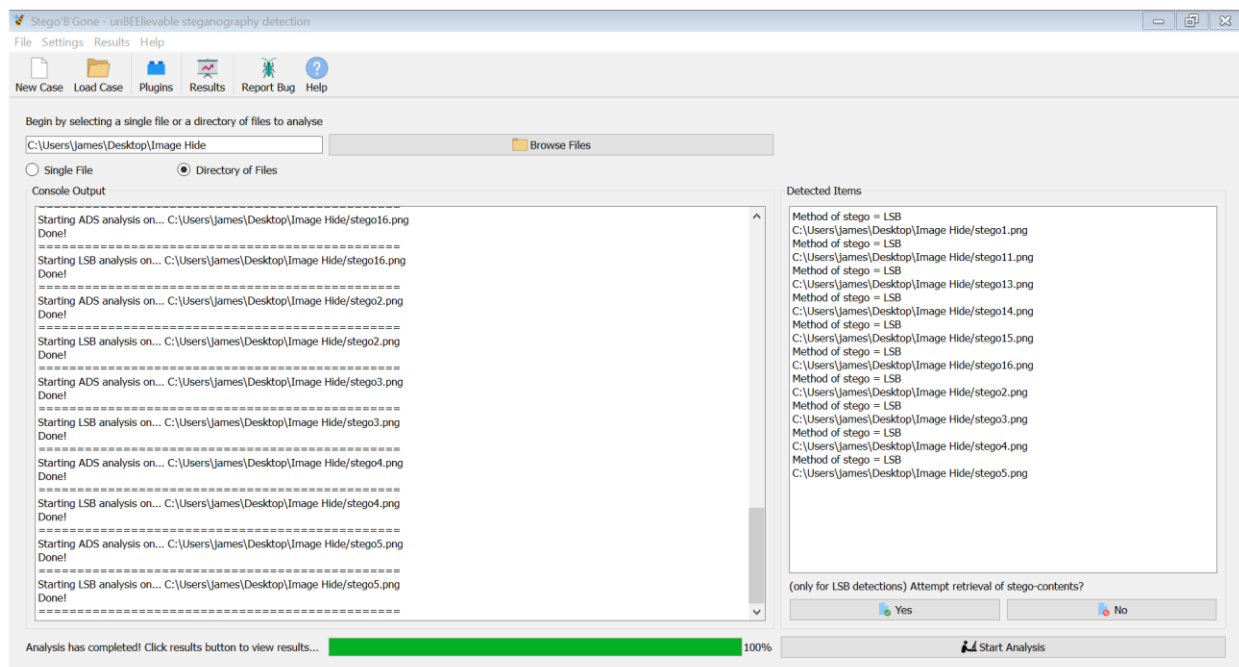 Stego'B'Gone - unBEElievable steganography detection
File Settings Results Help
New Case Load Case Plugins Results Report Bug Help
Begin by selecting a single file or a directory of files to analyse
C:\Users\james\Desktop\Image Hide
Browse Files
Single File
Directory of Files
Console Output
==================================================
Starting ADS analysis on... C:\Users\james\Desktop\Image Hide/stego16.png
Done!
==================================================
Starting LSB analysis on... C:\Users\james\Desktop\Image Hide/stego16.png
Done!
==================================================
Starting ADS analysis on... C:\Users\james\Desktop\Image Hide/stego2.png
Done!
==================================================
Starting LSB analysis on... C:\Users\james\Desktop\Image Hide/stego2.png
Done!
==================================================
Starting ADS analysis on... C:\Users\james\Desktop\Image Hide/stego3.png
Done!
==================================================
Starting LSB analysis on... C:\Users\james\Desktop\Image Hide/stego3.png
Done!
==================================================
Starting ADS analysis on... C:\Users\james\Desktop\Image Hide/stego4.png
Done!
==================================================
Starting LSB analysis on... C:\Users\james\Desktop\Image Hide/stego4.png
Done!
==================================================
Starting ADS analysis on... C:\Users\james\Desktop\Image Hide/stego5.png
Done!
==================================================
Starting LSB analysis on... C:\Users\james\Desktop\Image Hide/stego5.png
Done!
==================================================
Detected Items
Method of stego = LSB
C:\Users\james\Desktop\Image Hide/stego1.png
Method of stego = LSB
C:\Users\james\Desktop\Image Hide/stego11.png
Method of stego = LSB
C:\Users\james\Desktop\Image Hide/stego13.png
Method of stego = LSB
C:\Users\james\Desktop\Image Hide/stego14.png
Method of stego = LSB
C:\Users\james\Desktop\Image Hide/stego15.png
Method of stego = LSB
C:\Users\james\Desktop\Image Hide/stego16.png
Method of stego = LSB
C:\Users\james\Desktop\Image Hide/stego2.png
Method of stego = LSB
C:\Users\james\Desktop\Image Hide/stego3.png
Method of stego = LSB
C:\Users\james\Desktop\Image Hide/stego4.png
Method of stego = LSB
C:\Users\james\Desktop\Image Hide/stego5.png
(only for LSB detections) Attempt retrieval of stego-contents?
Yes
No
Analysis has completed! Click results button to view results...
100%
Start Analysis